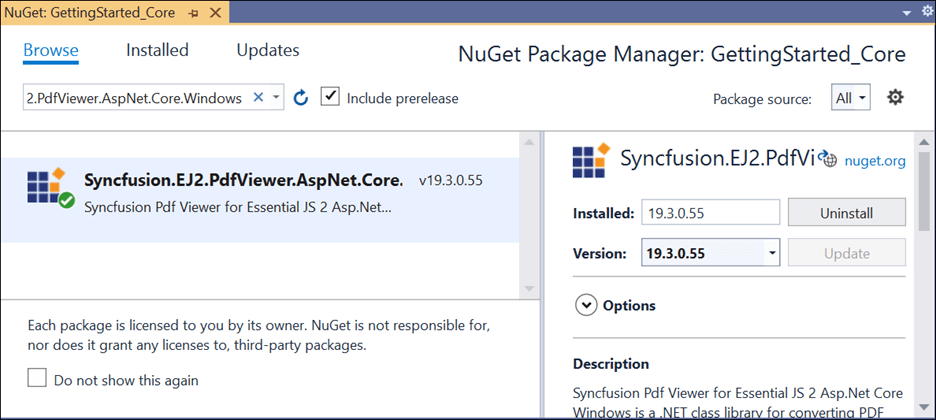 NuGet: GettingStarted_Core
Browse Installed Updates
NuGet Package Manager: GettingStarted_Core
2.PdfViewer.AspNet.Core.Windows
Include prerelease
Package source: All
Syncfusion.EJ2.PdfViewer.AspNet.Core. v19.3.0.55
Syncfusion Pdf Viewer for Essential JS 2 Asp.Net...
Each package is licensed to you by its owner. NuGet is not responsible for,
nor does it grant any licenses to, third-party packages.
Do not show this again
Syncfusion.EJ2.PdfVi nuget.org
Installed: 19.3.0.55 Uninstall
Version: 19.3.0.55 Update
Options
Description
Syncfusion Pdf Viewer for Essential JS 2 Asp.Net Core
Windows is a .NET class library for converting PDF